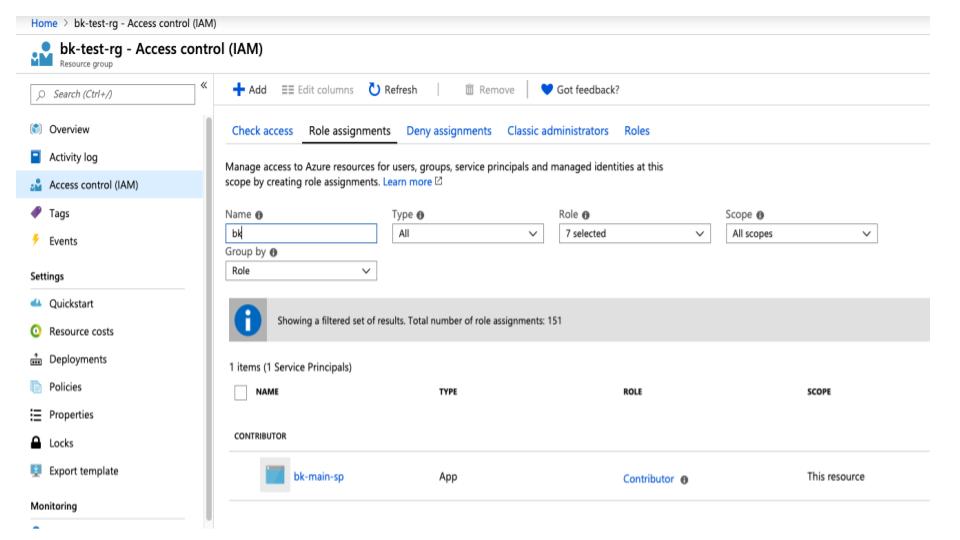 Home > bk-test-rg - Access control (IAM)
bk-test-rg - Access control (IAM)
Resource group
Search (Ctrl+/)
«
Add
Edit columns
Refresh
Remove
Got feedback?
Overview
Activity log
Access control (IAM)
Tags
Events
Settings
Quickstart
Resource costs
Deployments
Policies
Properties
Locks
Export template
Monitoring
Check access Role assignments Deny assignments Classic administrators Roles
Manage access to Azure resources for users, groups, service principals and managed identities at this
scope by creating role assignments. Learn more
Name Type Role Scope
bk All 7 selected All scopes
Group by
Role
Showing a filtered set of results. Total number of role assignments: 151
1 items (1 Service Principals)
NAME TYPE ROLE SCOPE
CONTRIBUTOR
bk-main-sp App Contributor This resource